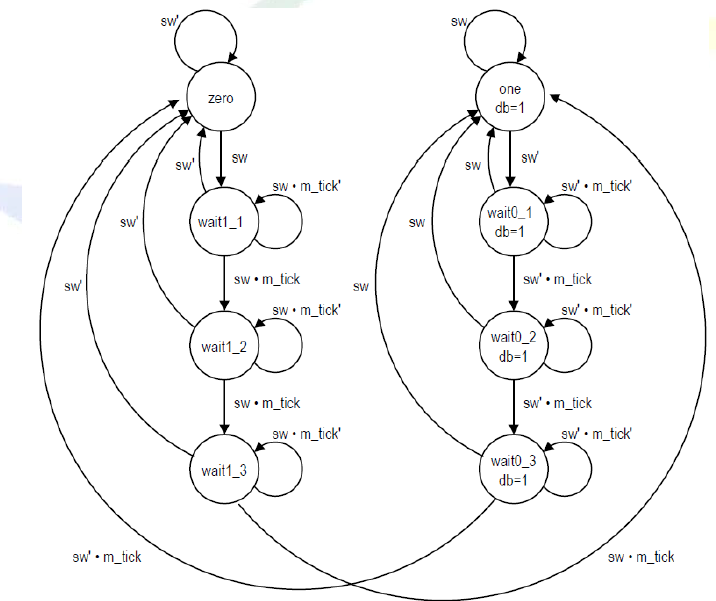 sw'
sw
zero
one
db=1
sw'
sw
sw
sw'
sw • m_tick'
sw' • m_tick'
wait1_1
wait0_1
db=1
sw'
sw
sw • m_tick
sw' • m_tick
sw'
sw
sw • m_tick'
sw' • m_tick'
wait1_2
wait0_2
db=1
sw • m_tick
sw' • m_tick
sw • m_tick'
sw' • m_tick'
wait1_3
wait0_3
db=1
sw' • m_tick
sw • m_tick